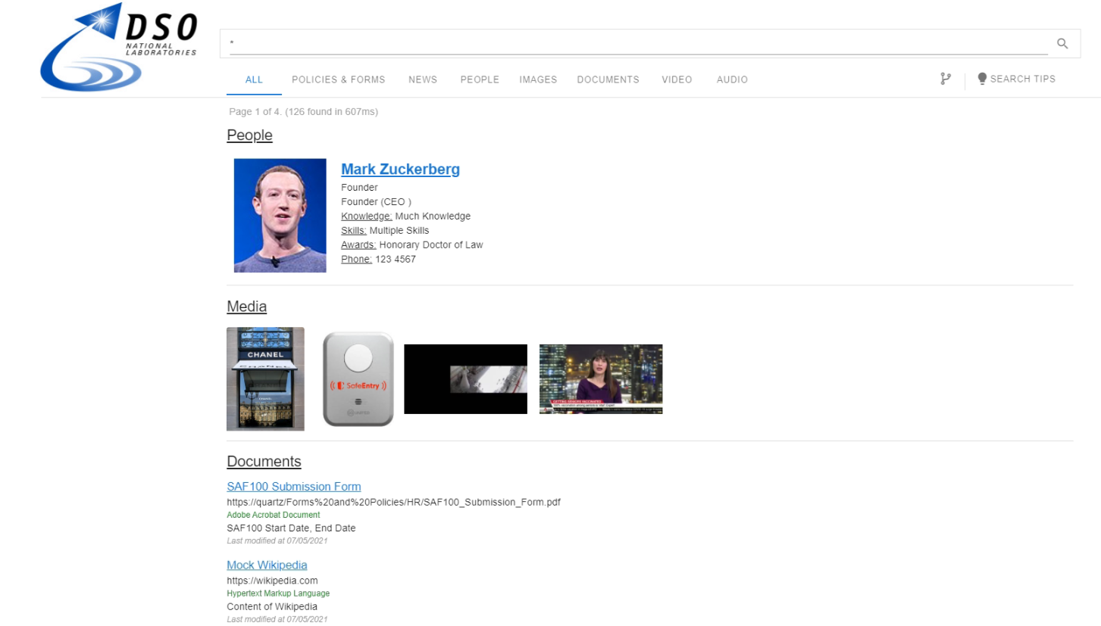 DSO
NATIONAL
LABORATORIES
*
ALL POLICIES & FORMS NEWS PEOPLE IMAGES DOCUMENTS VIDEO AUDIO SEARCH TIPS
Page 1 of 4. (126 found in 607ms)
People
Mark Zuckerberg
Founder
Founder (CEO )
Knowledge: Much Knowledge
Skills: Multiple Skills
Awards: Honorary Doctor of Law
Phone: 123 4567
Media
CHANEL
CHANEL
SafeEntry
Documents
SAF100 Submission Form
https://quartz/Forms%20and%20Policies/HR/SAF100_Submission_Form.pdf
Adobe Acrobat Document
SAF100 Start Date, End Date
Last modified at 07/05/2021
Mock Wikipedia
https://wikipedia.com
Hypertext Markup Language
Content of Wikipedia
Last modified at 07/05/2021